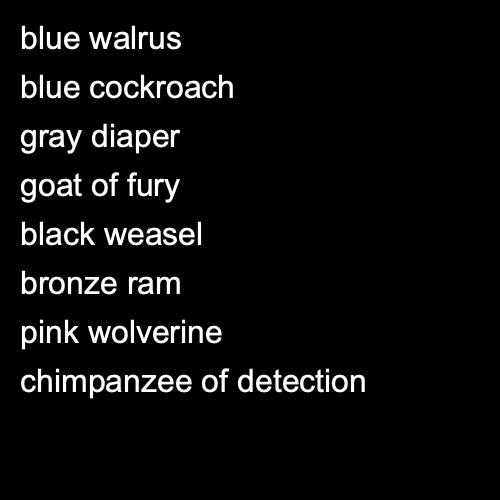 blue walrus
blue cockroach
gray diaper
goat of fury
black weasel
bronze ram
pink wolverine
chimpanzee of detection